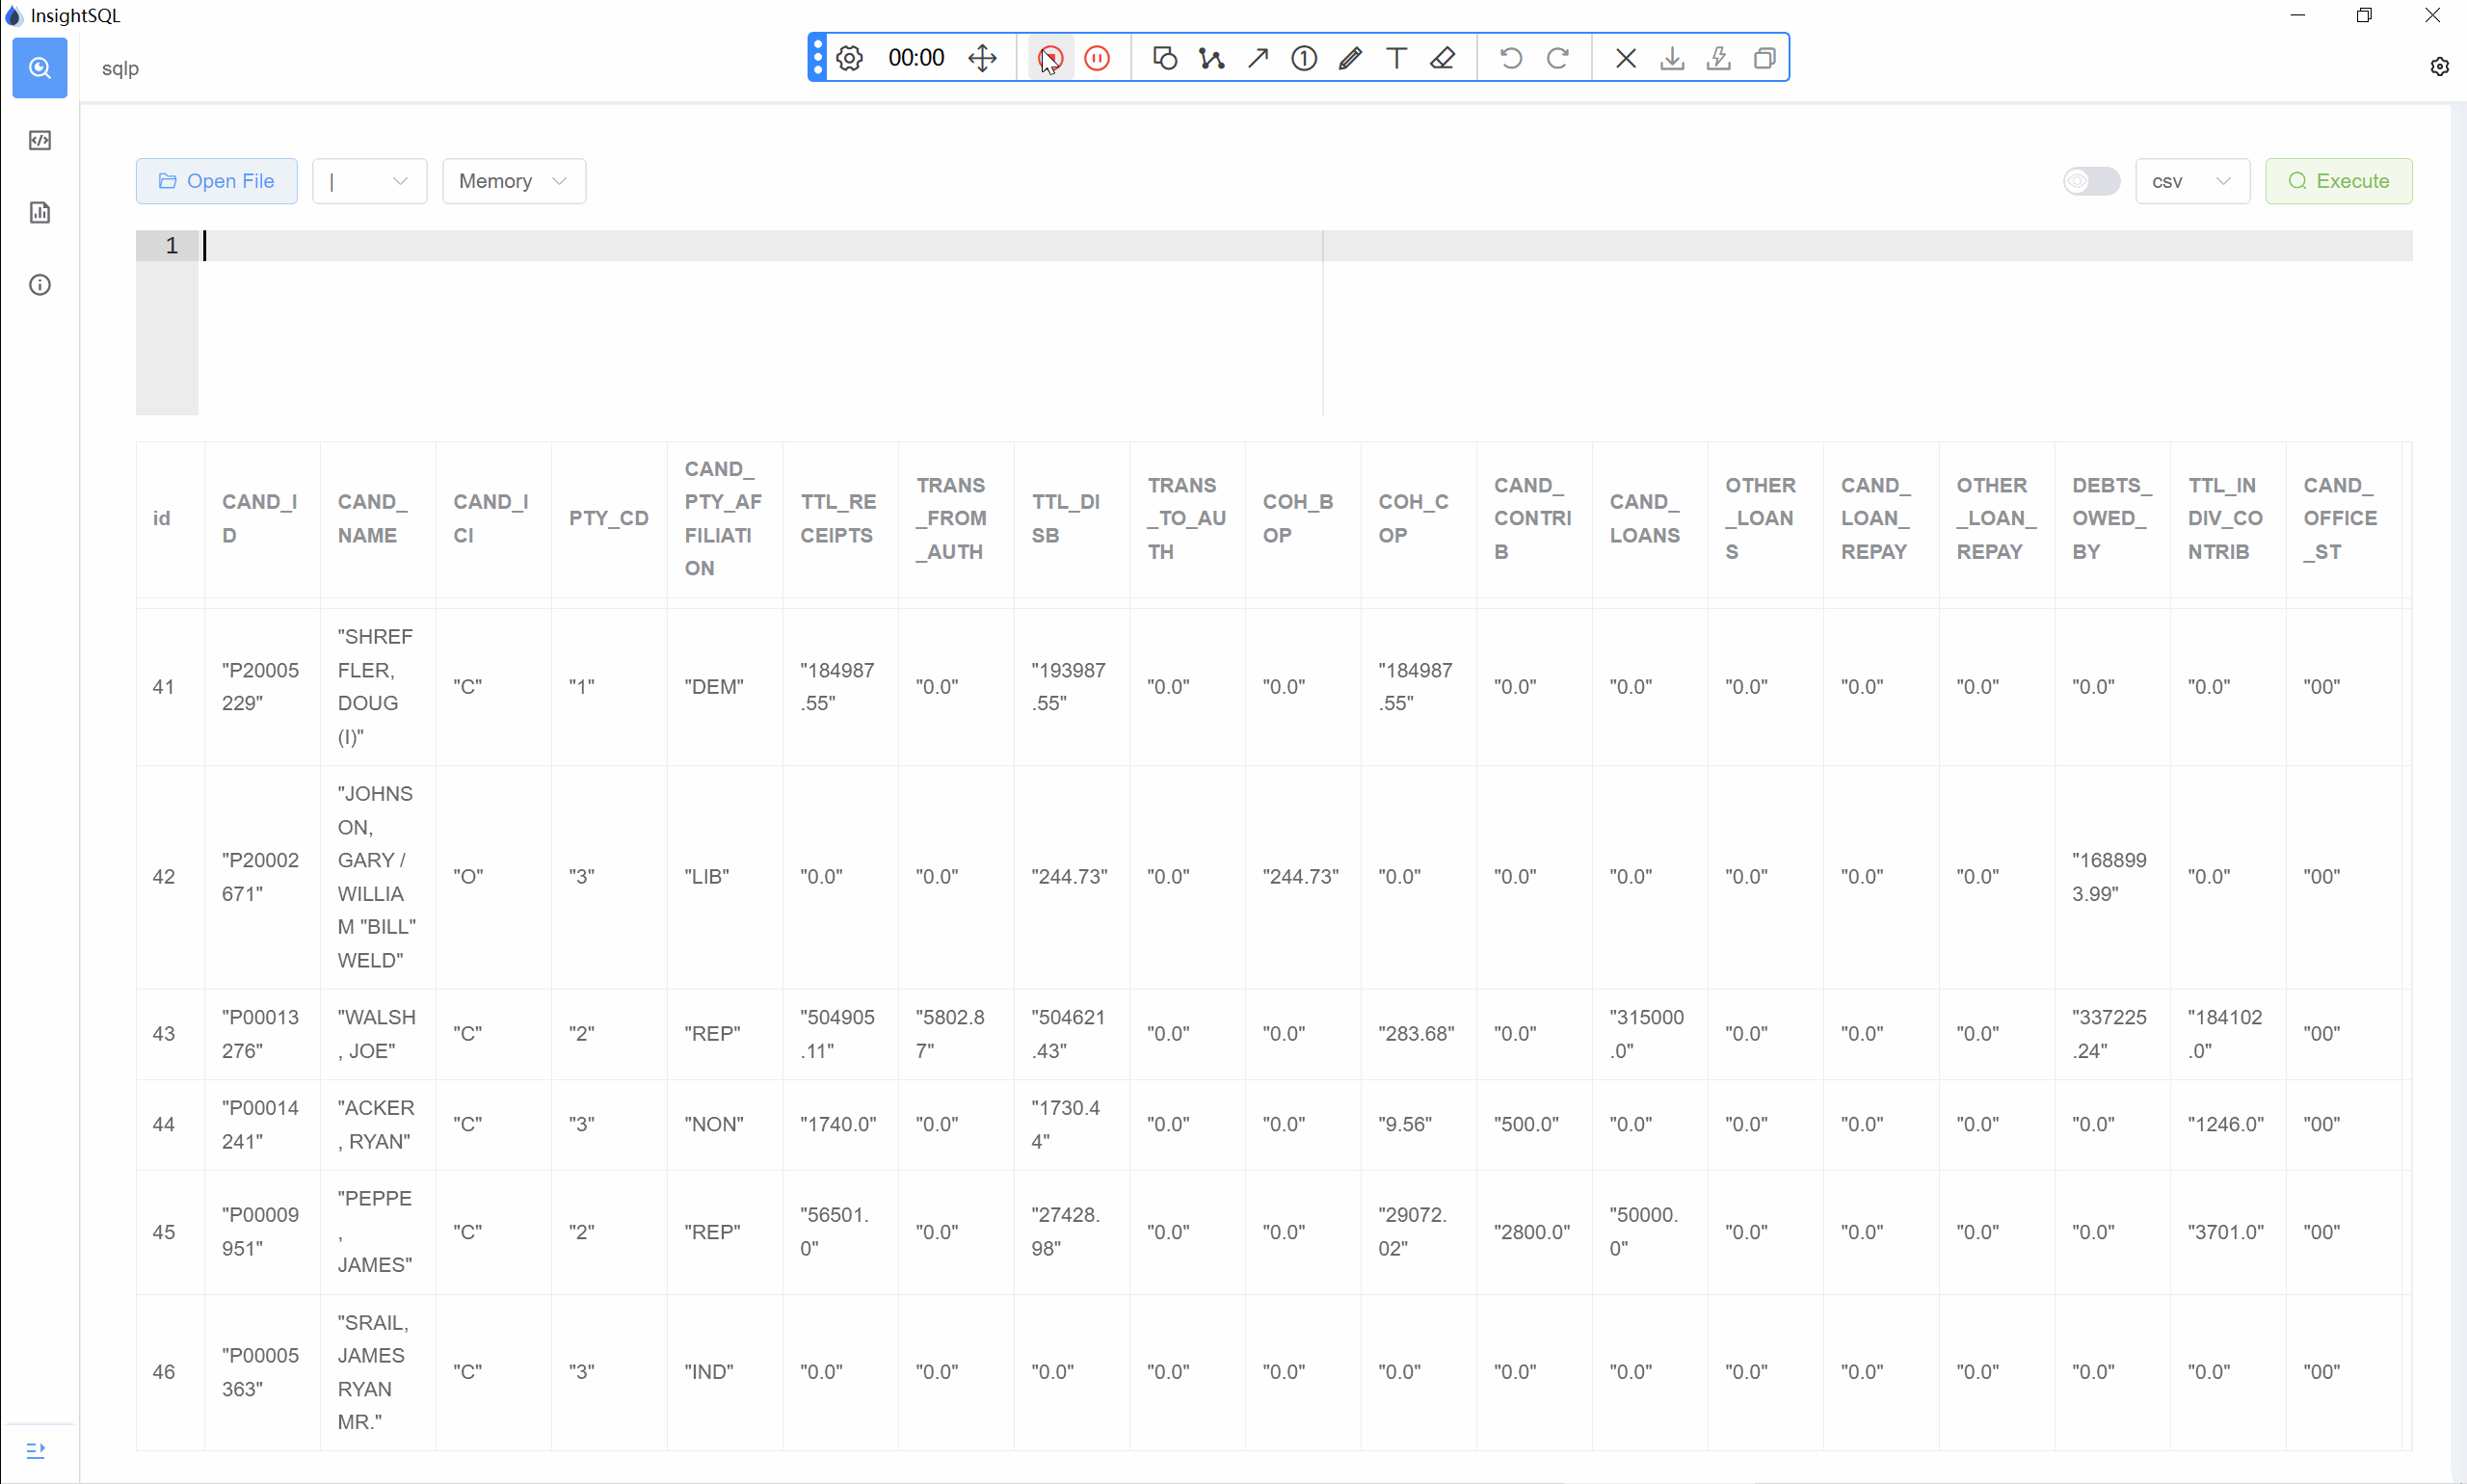 InsightSQL
sqlp
00:00
1
T
Open File
|
Memory
csv
Execute
1
id CAND_ID CAND_NAME CAND_ICI PTY_CD CAND_PTY_AFFILIATION TTL_RECEIPTS TRANS_FROM_AUTH TTL_DISB TRANS_TO_AUTH COH_BOP COH_COP CAND_CONTRIB CAND_LOANS OTHER_LOANS CAND_LOAN_REPAY OTHER_LOAN_REPAY DEBTS_OWED_BY TTL_INDIV_CONTRIB CAND_OFFICE_ST
41 "P20005229" "SHREFFLER, DOUG (I)" "C" "1" "DEM" "184987.55" "0.0" "193987.55" "0.0" "0.0" "184987.55" "0.0" "0.0" "0.0" "0.0" "0.0" "0.0" "0.0" "00"
42 "P20002671" "JOHNSON, GARY / WILLIAM "BILL" WELD" "O" "3" "LIB" "0.0" "0.0" "244.73" "0.0" "244.73" "0.0" "0.0" "0.0" "0.0" "0.0" "0.0" "1688993.99" "0.0" "00"
43 "P00013276" "WALSH, JOE" "C" "2" "REP" "504905.11" "5802.87" "504621.43" "0.0" "0.0" "283.68" "0.0" "315000.0" "0.0" "0.0" "0.0" "337225.24" "184102.0" "00"
44 "P00014241" "ACKER, RYAN" "C" "3" "NON" "1740.0" "0.0" "1730.44" "0.0" "0.0" "9.56" "500.0" "0.0" "0.0" "0.0" "0.0" "0.0" "1246.0" "00"
45 "P00009951" "PEPPE, JAMES" "C" "2" "REP" "56501.0" "0.0" "27428.98" "0.0" "0.0" "29072.02" "2800.0" "50000.0" "0.0" "0.0" "0.0" "0.0" "3701.0" "00"
46 "P00005363" "SRAIL, JAMES RYAN MR." "C" "3" "IND" "0.0" "0.0" "0.0" "0.0" "0.0" "0.0" "0.0" "0.0" "0.0" "0.0" "0.0" "0.0" "0.0" "00"